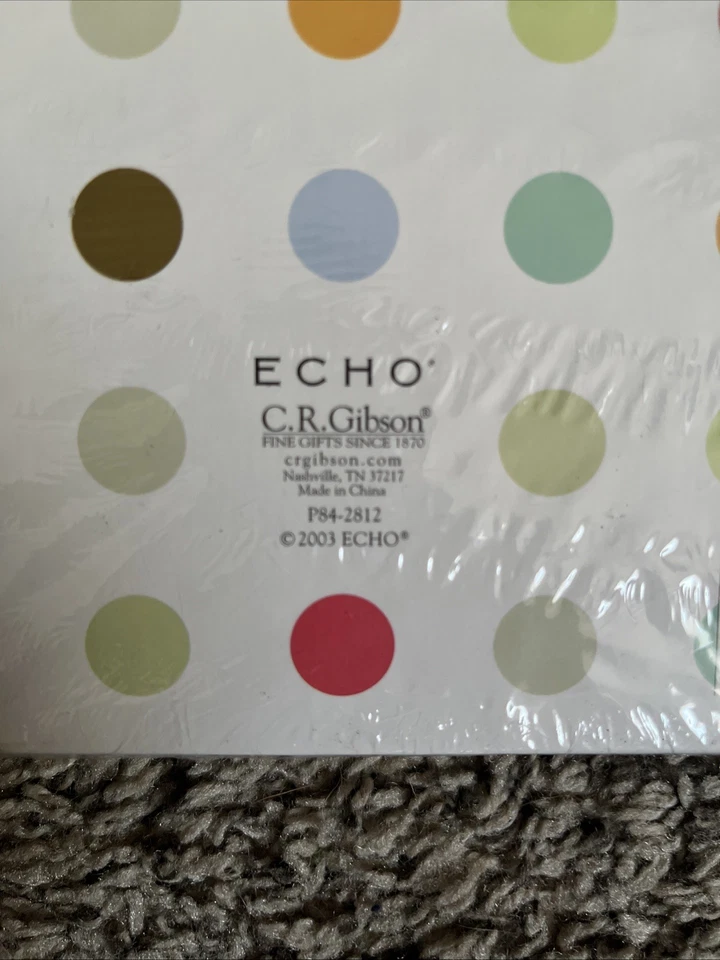 ECHO®
C.R.Gibson®
FINE GIFTS SINCE 1870
crgibson.com
Nashville, TN 37217
Made in China
P84-2812
©2003 ECHO®